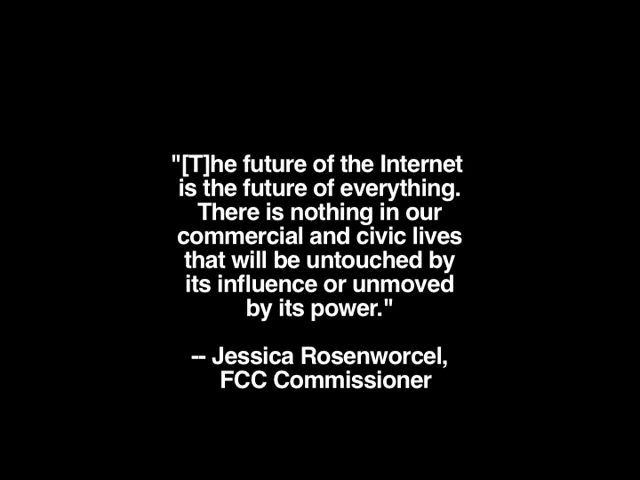 "[T]he future of the Internet
is the future of everything.
There is nothing in our
commercial and civic lives
that will be untouched by
its influence or unmoved
by its power."
-- Jessica Rosenworcel,
FCC Commissioner